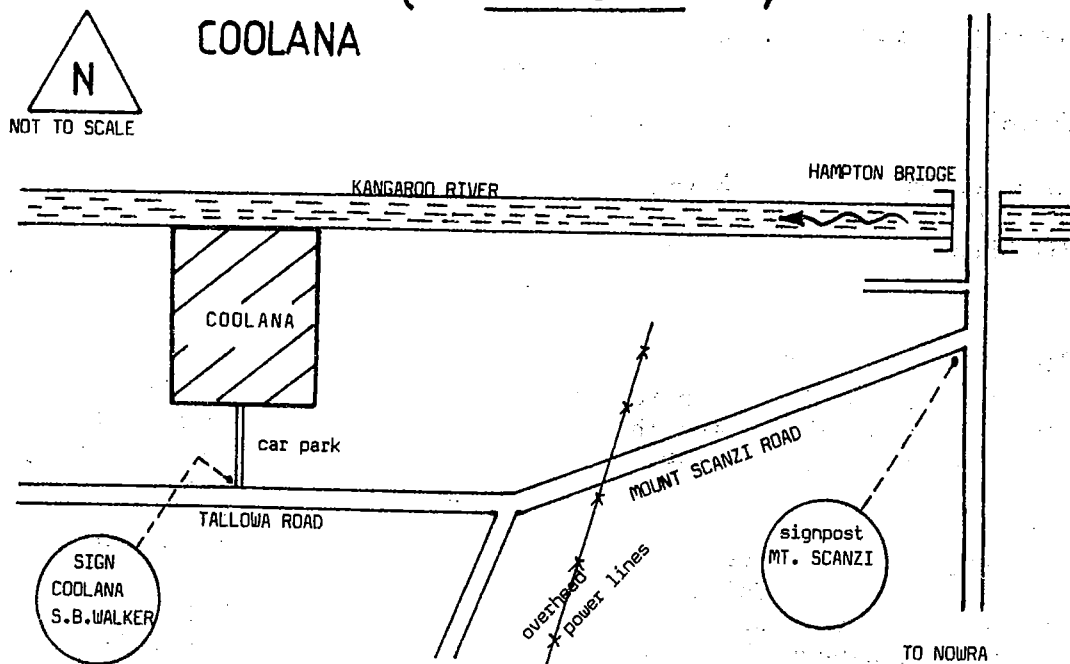 COOLANA
N
NOT TO SCALE
HAMPTON BRIDGE
KANGAROO RIVER
COOLANA
car park
MOUNT SCANZI ROAD
TALLOWA ROAD
signpost
MT. SCANZI
SIGN
COOLANA
S.B.WALKER
overhead
power lines
TO NOWRA